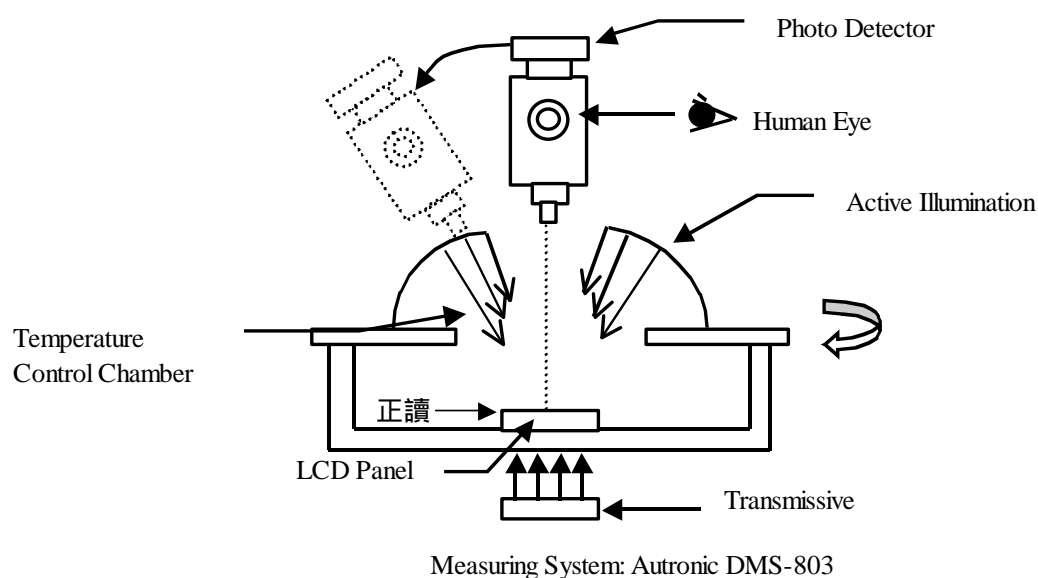 Photo Detector
Human Eye
Active Illumination
Temperature
Control Chamber
正讀
LCD Panel
Transmissive
Measuring System: Autronic DMS-803